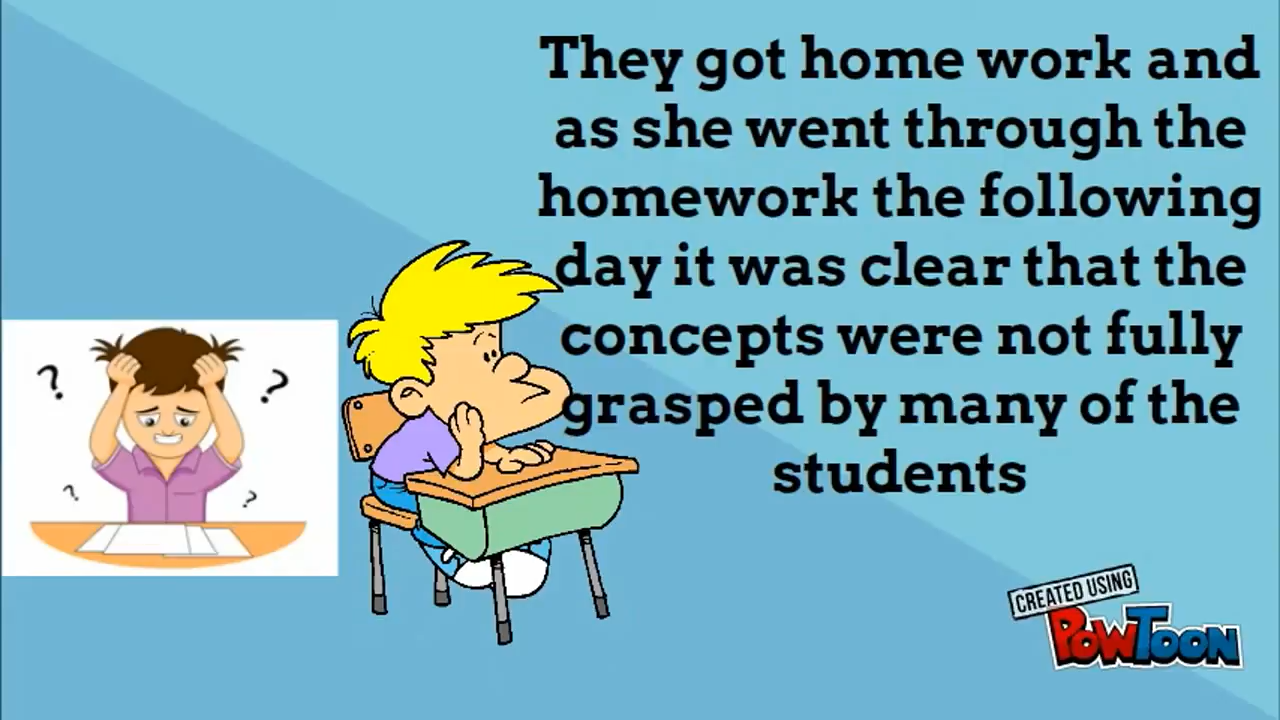 They got home work and
as she went through the
homework the following
day it was clear that the
concepts were not fully
grasped by many of the
students
? ?
? ?
CREATED USING
POWTOON